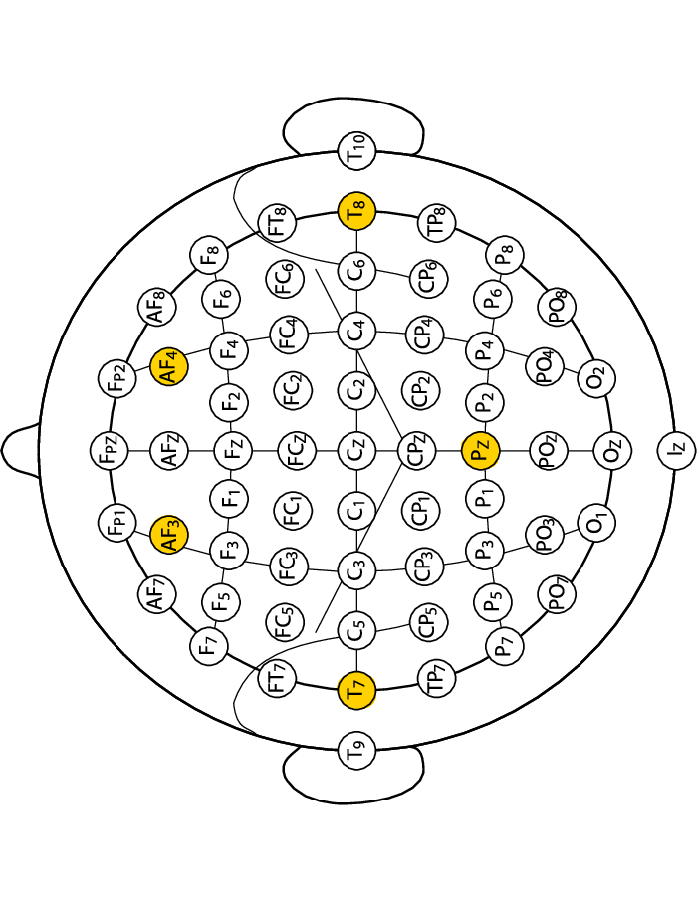 FP1 FPZ FP2
AF7 AF3 AFZ AF4 AF8
F7 F5 F3 F1 FZ F2 F4 F6 F8
FT7 FC5 FC3 FC1 FCZ FC2 FC4 FC6 FT8
T9 T7 C5 C3 C1 CZ C2 C4 C6 T8 T10
TP7 CP5 CP3 CP1 CPZ CP2 CP4 CP6 TP8
P7 P5 P3 P1 PZ P2 P4 P6 P8
PO7 PO3 POZ PO4 PO8
O1 OZ O2
IZ